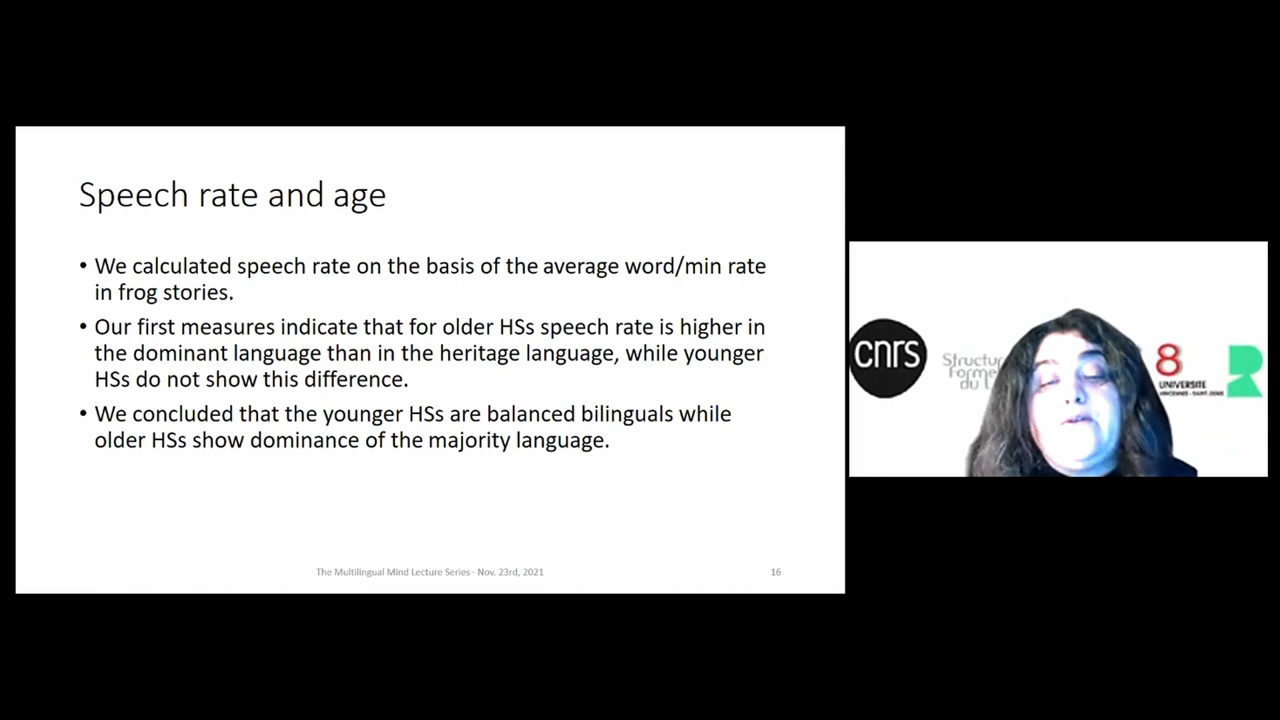 Speech rate and age
• We calculated speech rate on the basis of the average word/min rate
in frog stories.
• Our first measures indicate that for older HSs speech rate is higher in
the dominant language than in the heritage language, while younger
HSs do not show this difference.
• We concluded that the younger HSs are balanced bilinguals while
older HSs show dominance of the majority language.
The Multilingual Mind Lecture Series - Nov. 23rd, 2021
16
cnrs
du
8
UNIVERSITE
VINCENNES - SAINT-DENIS